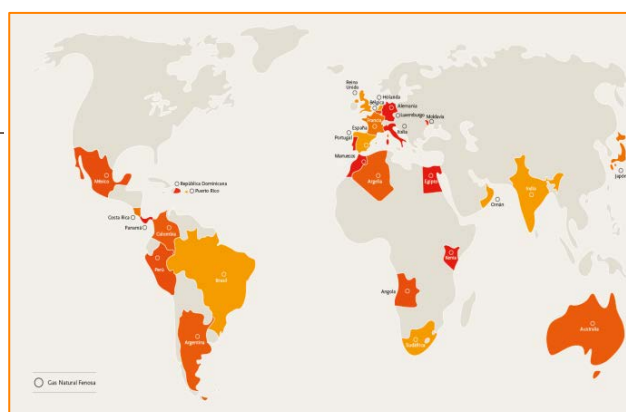 Reino
Unido
Holanda
Bélgica
Alemania
Luxemburgo
Moldavia
Francia
España
Italia
Portugal
Marruecos
Argelia
Egipto
India
Omán
Japón
México
República Dominicana
Puerto Rico
Costa Rica
Panamá
Colombia
Perú
Brasil
Kenia
Angola
Argentina
Sudáfrica
Australia
Gas Natural Fenosa